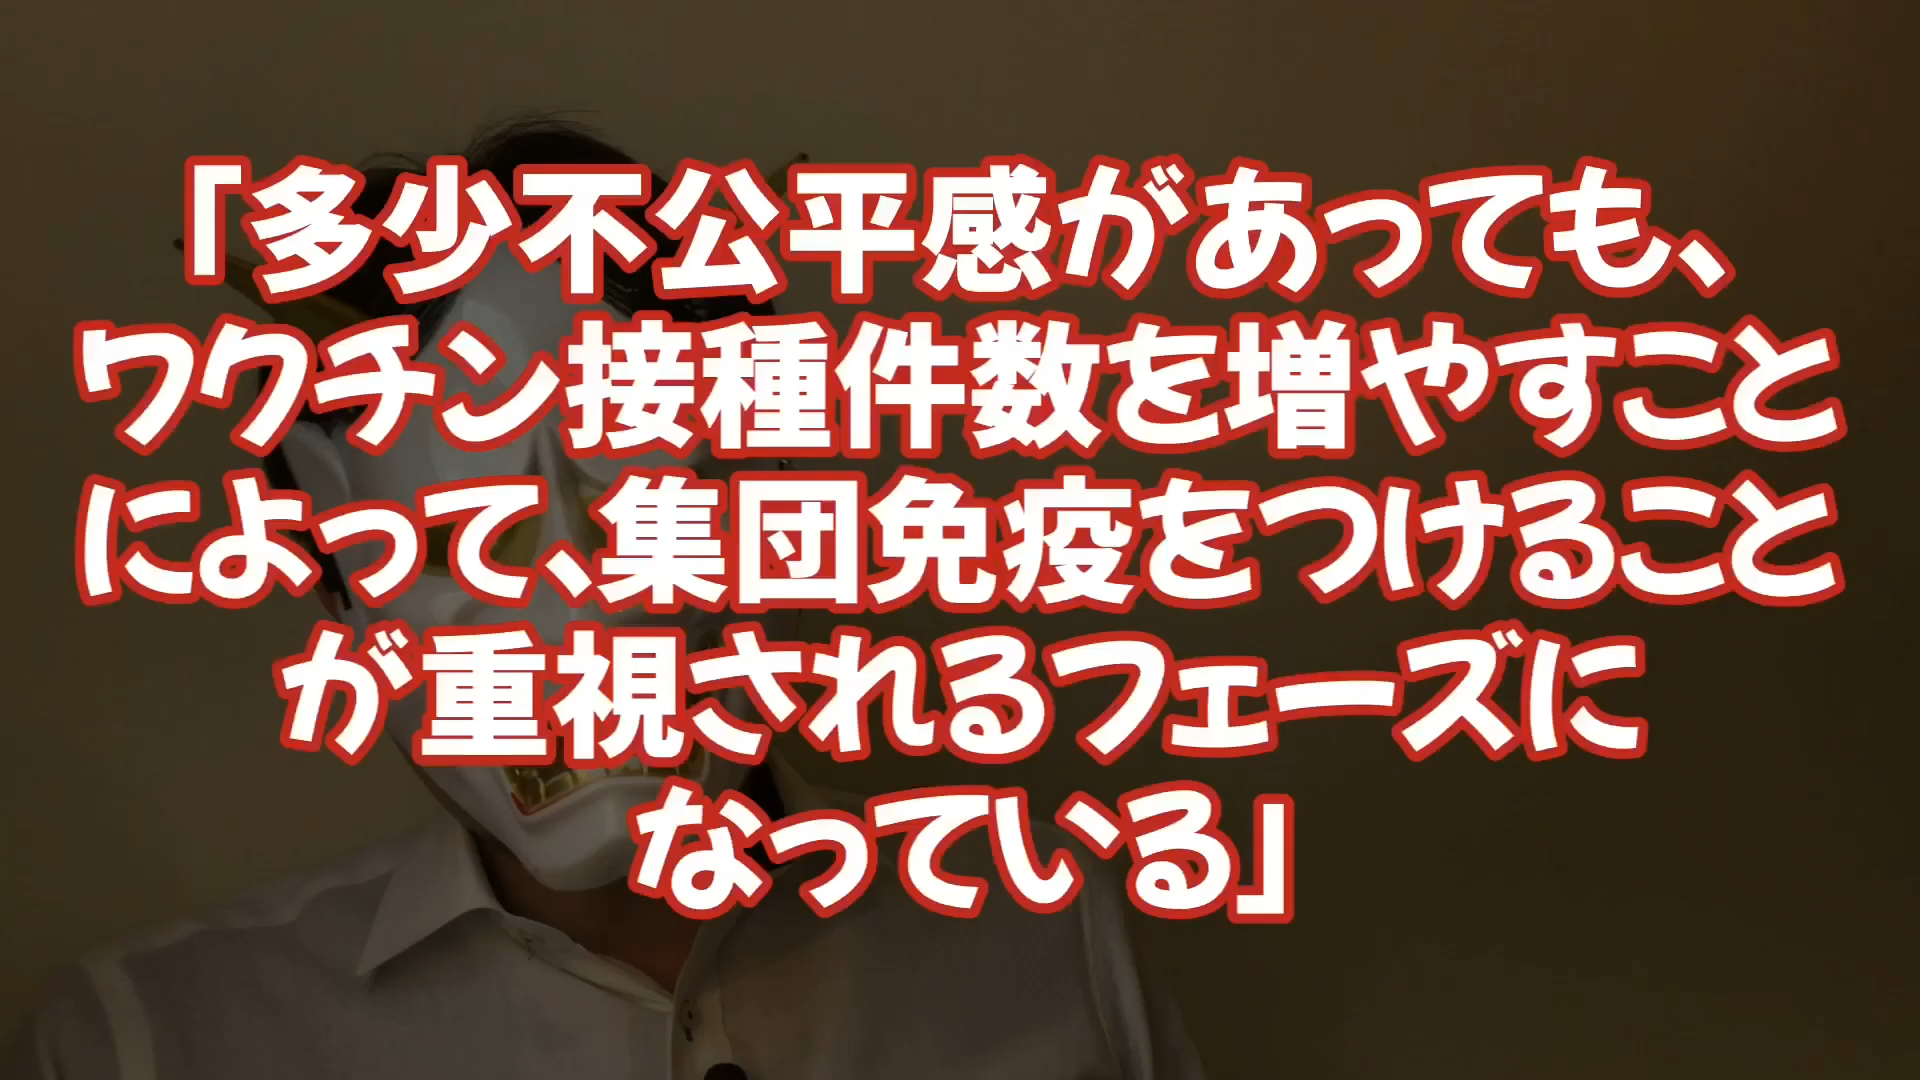 「多少不公平感があっても、
ワクチン接種件数を増やすこと
によって、集団免疫をつけること
が重視されるフェーズに
なっている」